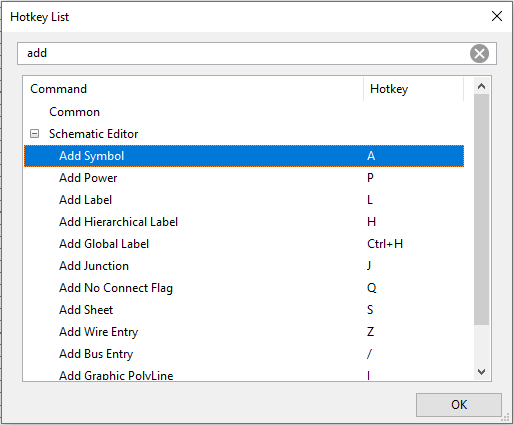 Hotkey List
add
Command Hotkey
Common
Schematic Editor
Add Symbol A
Add Power P
Add Label L
Add Hierarchical Label H
Add Global Label Ctrl+H
Add Junction J
Add No Connect Flag Q
Add Sheet S
Add Wire Entry Z
Add Bus Entry /
Add Graphic PolyLine I
OK